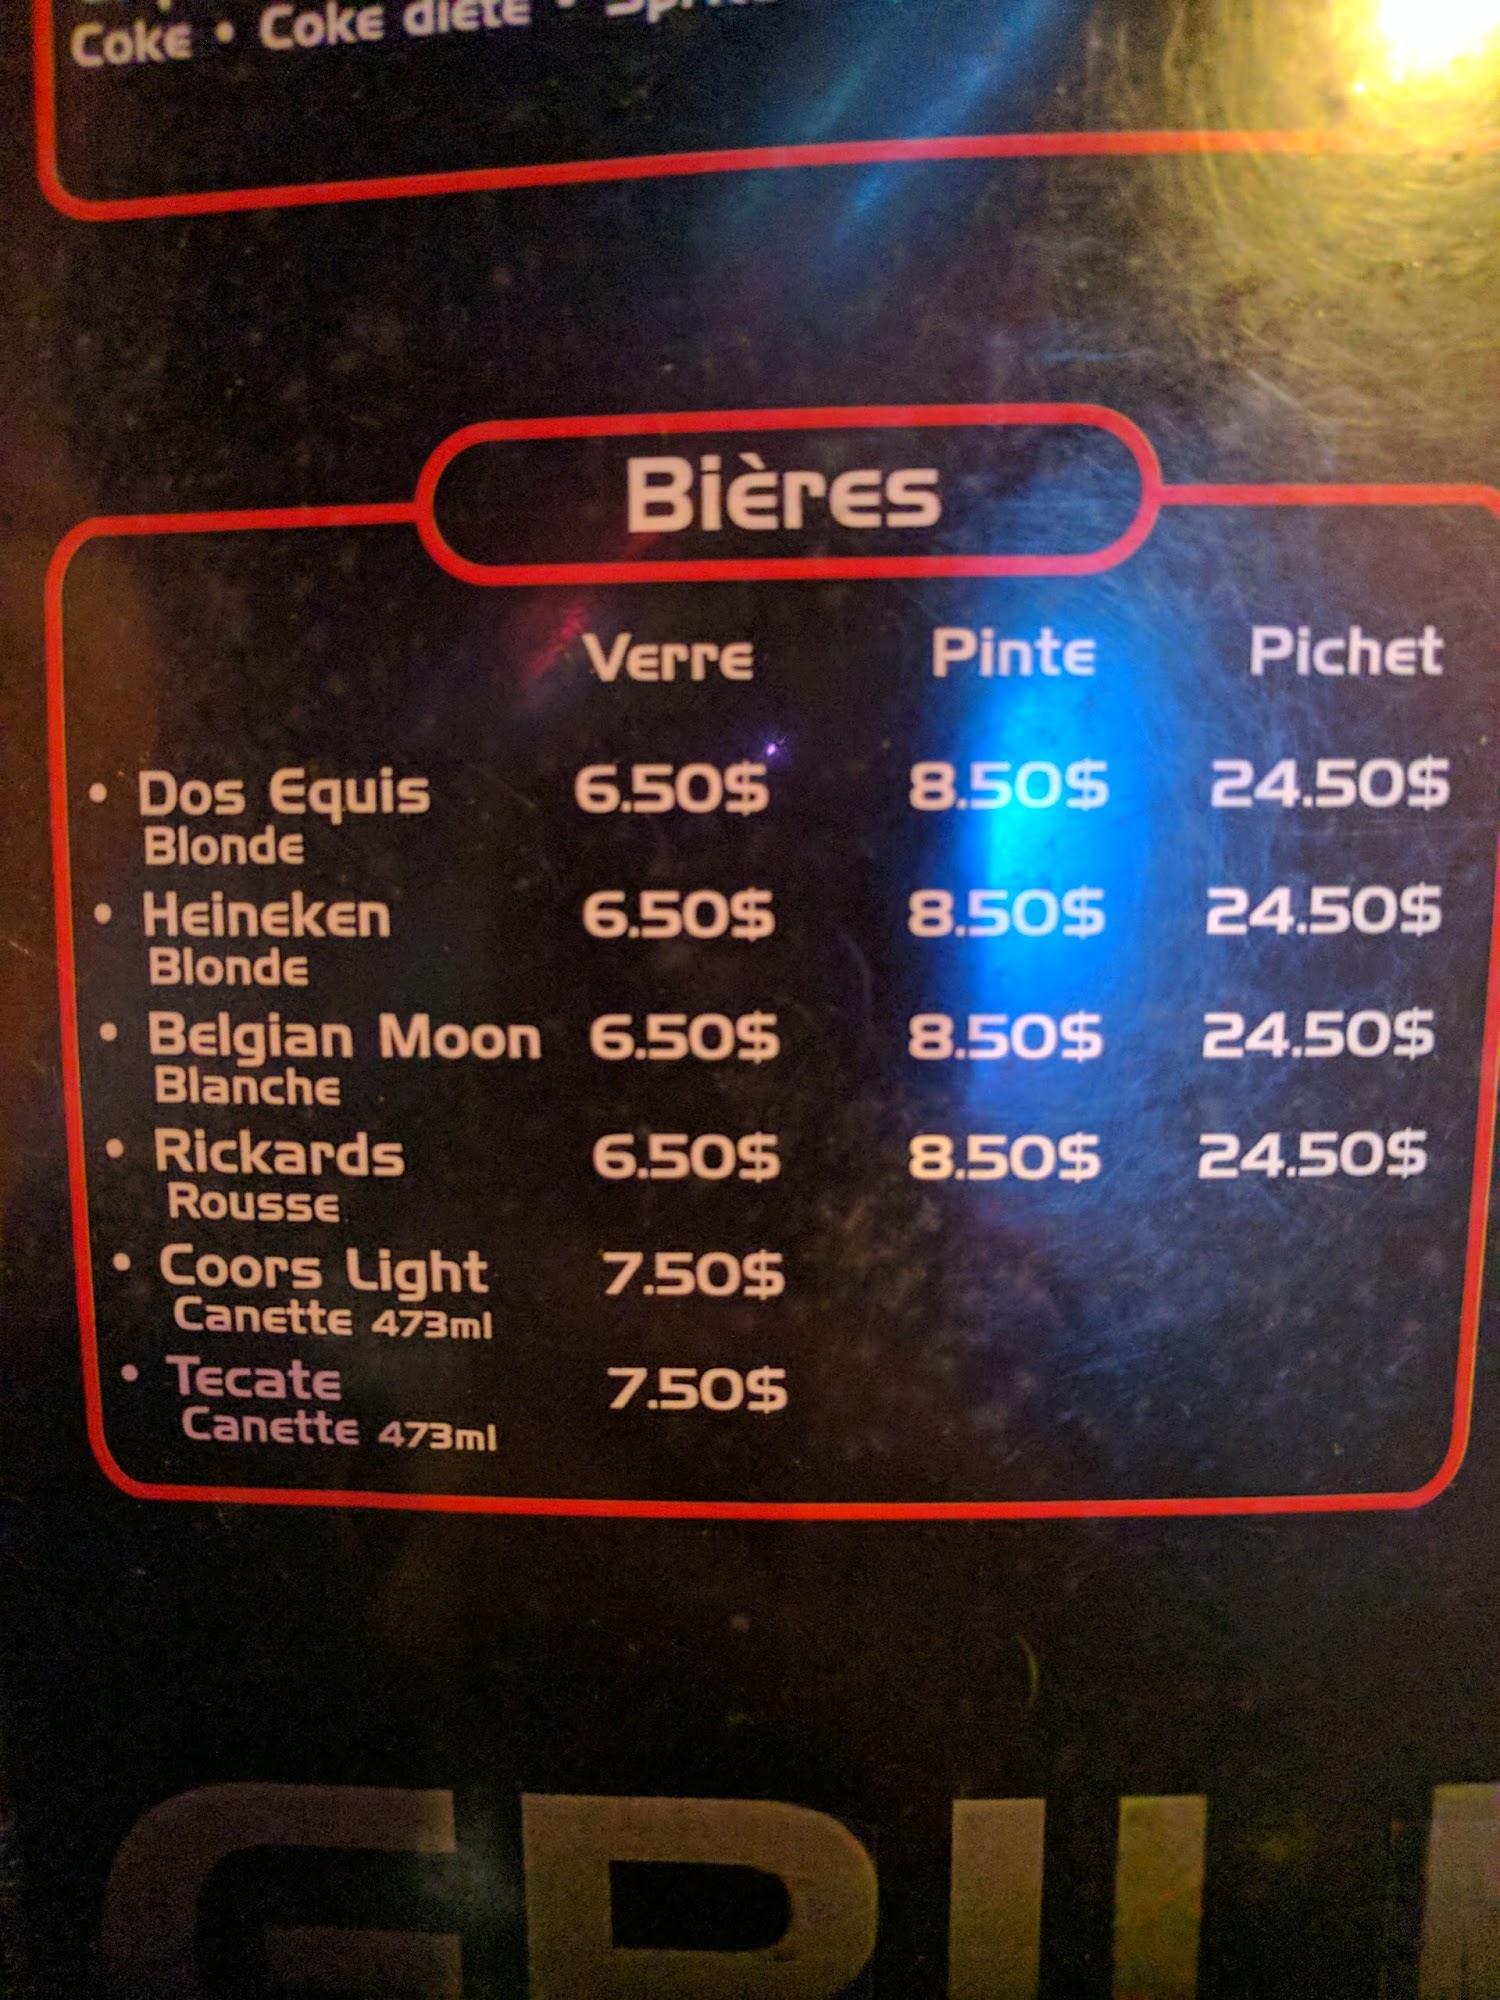 Coke • Coke diète •
Bières
Verre Pinte Pichet
• Dos Equis 6.50$ 8.50$ 24.50$
Blonde
• Heineken 6.50$ 8.50$ 24.50$
Blonde
• Belgian Moon 6.50$ 8.50$ 24.50$
Blanche
• Rickards 6.50$ 8.50$ 24.50$
Rousse
• Coors Light 7.50$
Canette 473ml
• Tecate 7.50$
Canette 473ml